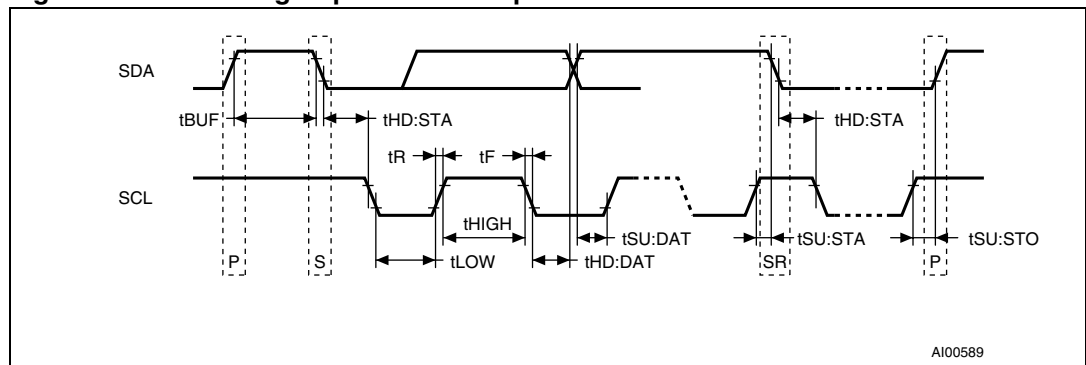 SDA
tBUF
tHD:STA
tHD:STA
tR
tF
SCL
tHIGH
tSU:DAT
tSU:STA
tSU:STO
P
S
tLOW
tHD:DAT
SR
P
AI00589